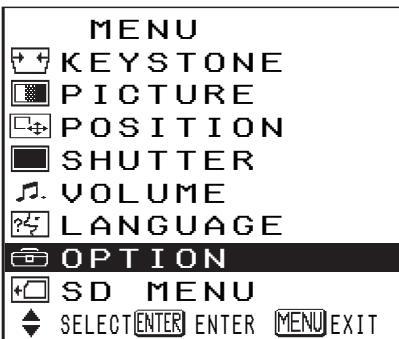 MENU
KEYSTONE
PICTURE
POSITION
SHUTTER
VOLUME
LANGUAGE
OPTION
SD MENU
SELECT ENTER ENTER MENU EXIT